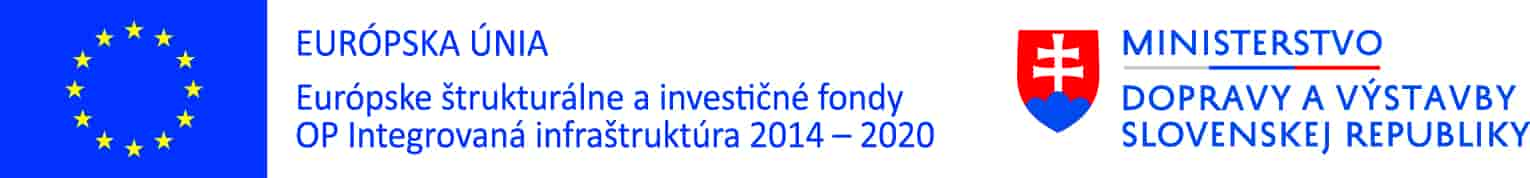 EURÓPSKA ÚNIA
Európske štrukturálne a investičné fondy
OP Integrovaná infraštruktúra 2014 – 2020
MINISTERSTVO
DOPRAVY A VÝSTAVBY
SLOVENSKEJ REPUBLIKY